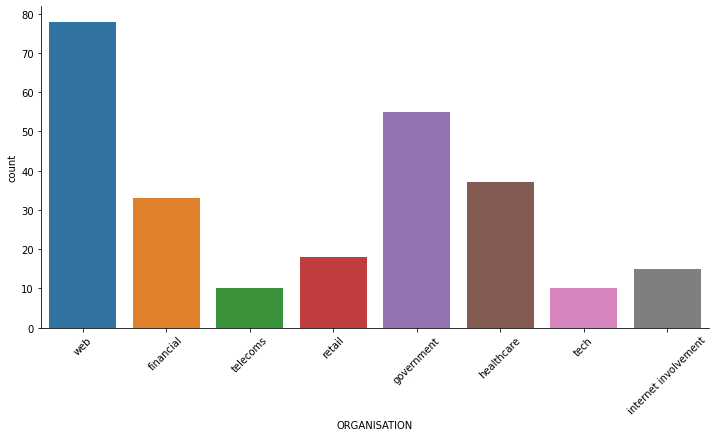 80
70
60
50
40
30
20
10
0
count
web
financial
telecoms
retail
government
healthcare
tech
internet involvement
ORGANISATION